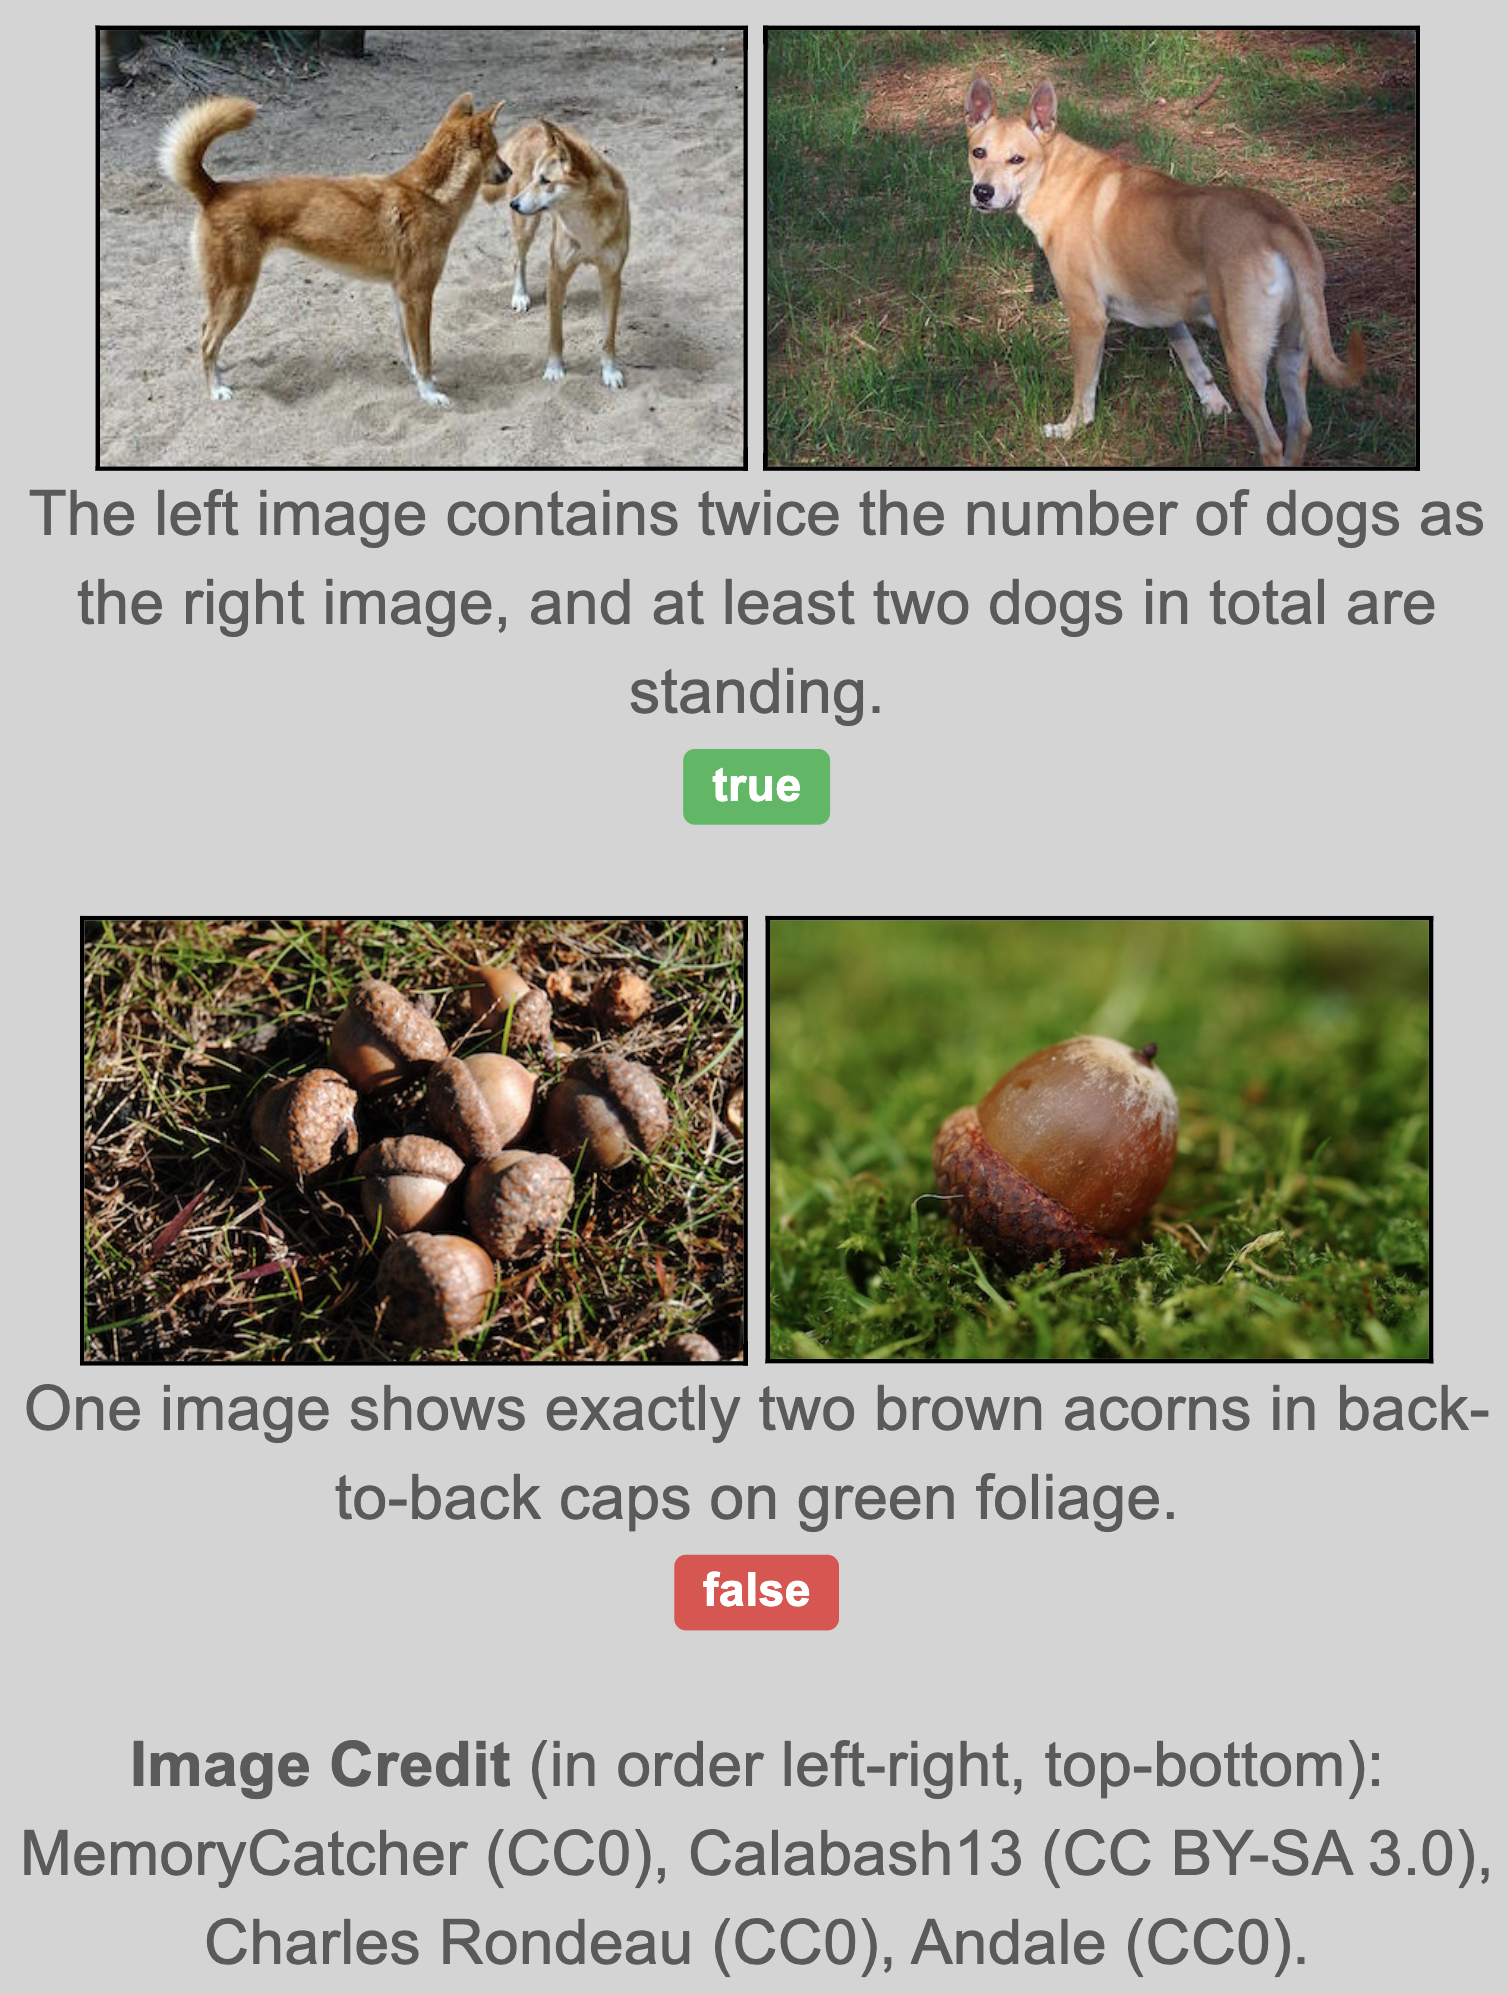 The left image contains twice the number of dogs as
the right image, and at least two dogs in total are
standing.
true
One image shows exactly two brown acorns in back-
to-back caps on green foliage.
false
Image Credit (in order left-right, top-bottom):
MemoryCatcher (CC0), Calabash13 (CC BY-SA 3.0),
Charles Rondeau (CC0), Andale (CC0).